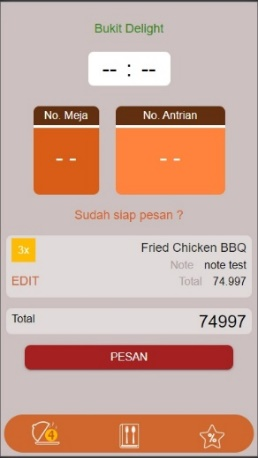 Bukit Delight
-- : --
No. Meja No. Antrian
-- --
Sudah siap pesan ?
3x Fried Chicken BBQ
Note note test
EDIT Total 74.997
Total 74997
PESAN
4 %